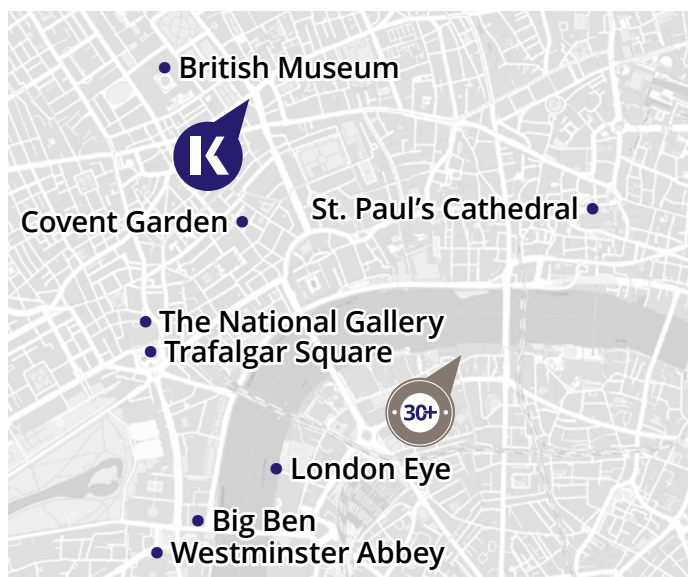 British Museum
K
Covent Garden
St. Paul's Cathedral
The National Gallery
Trafalgar Square
30+
London Eye
Big Ben
Westminster Abbey